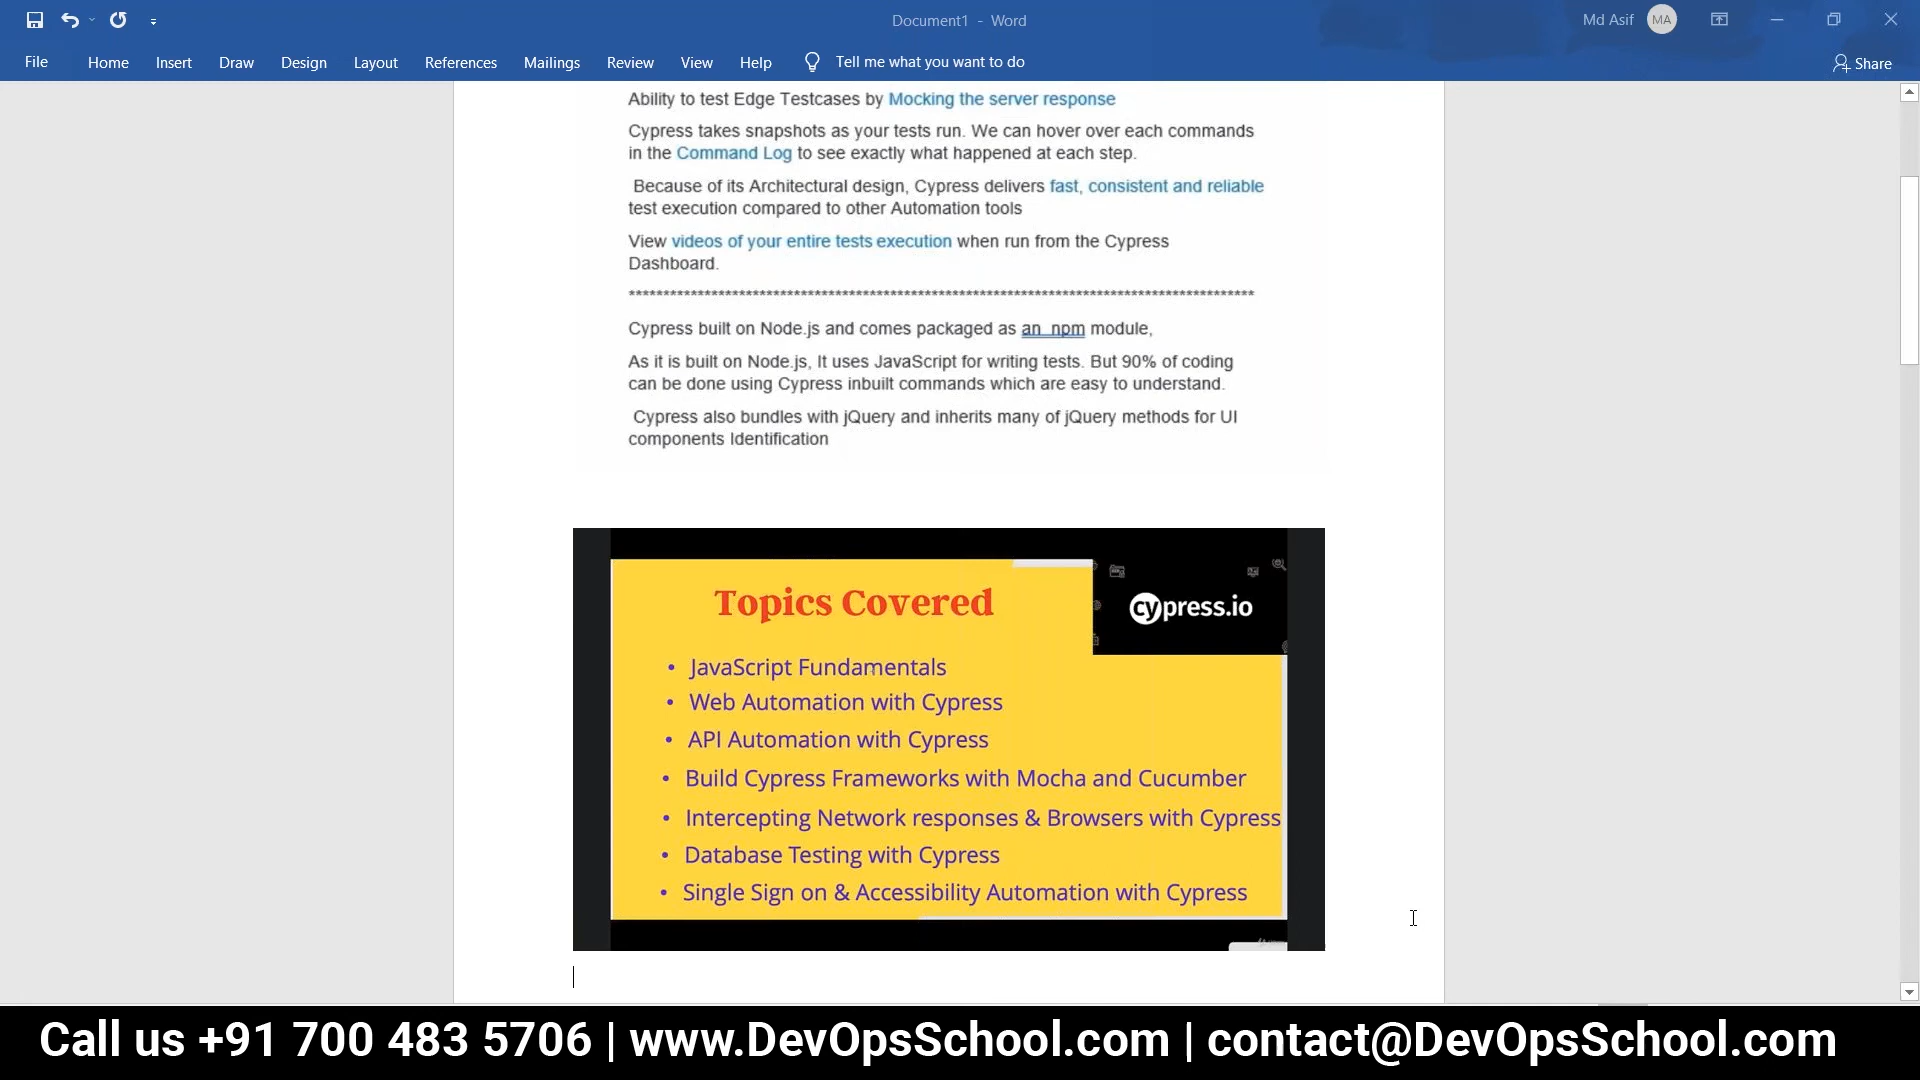 Document1 - Word
Md Asif MA
File Home Insert Draw Design Layout References Mailings Review View Help Tell me what you want to do Share
Ability to test Edge Testcases by Mocking the server response
Cypress takes snapshots as your tests run. We can hover over each commands
in the Command Log to see exactly what happened at each step.
Because of its Architectural design, Cypress delivers fast, consistent and reliable
test execution compared to other Automation tools
View videos of your entire tests execution when run from the Cypress
Dashboard.
*******************************************************************************************
Cypress built on Node.js and comes packaged as an npm module,
As it is built on Node.js, It uses JavaScript for writing tests. But 90% of coding
can be done using Cypress inbuilt commands which are easy to understand.
Cypress also bundles with jQuery and inherits many of jQuery methods for UI
components Identification
Topics Covered
cypress.io
• JavaScript Fundamentals
• Web Automation with Cypress
• API Automation with Cypress
• Build Cypress Frameworks with Mocha and Cucumber
• Intercepting Network responses & Browsers with Cypress
• Database Testing with Cypress
• Single Sign on & Accessibility Automation with Cypress
Call us +91 700 483 5706 | www.DevOpsSchool.com | contact@DevOpsSchool.com